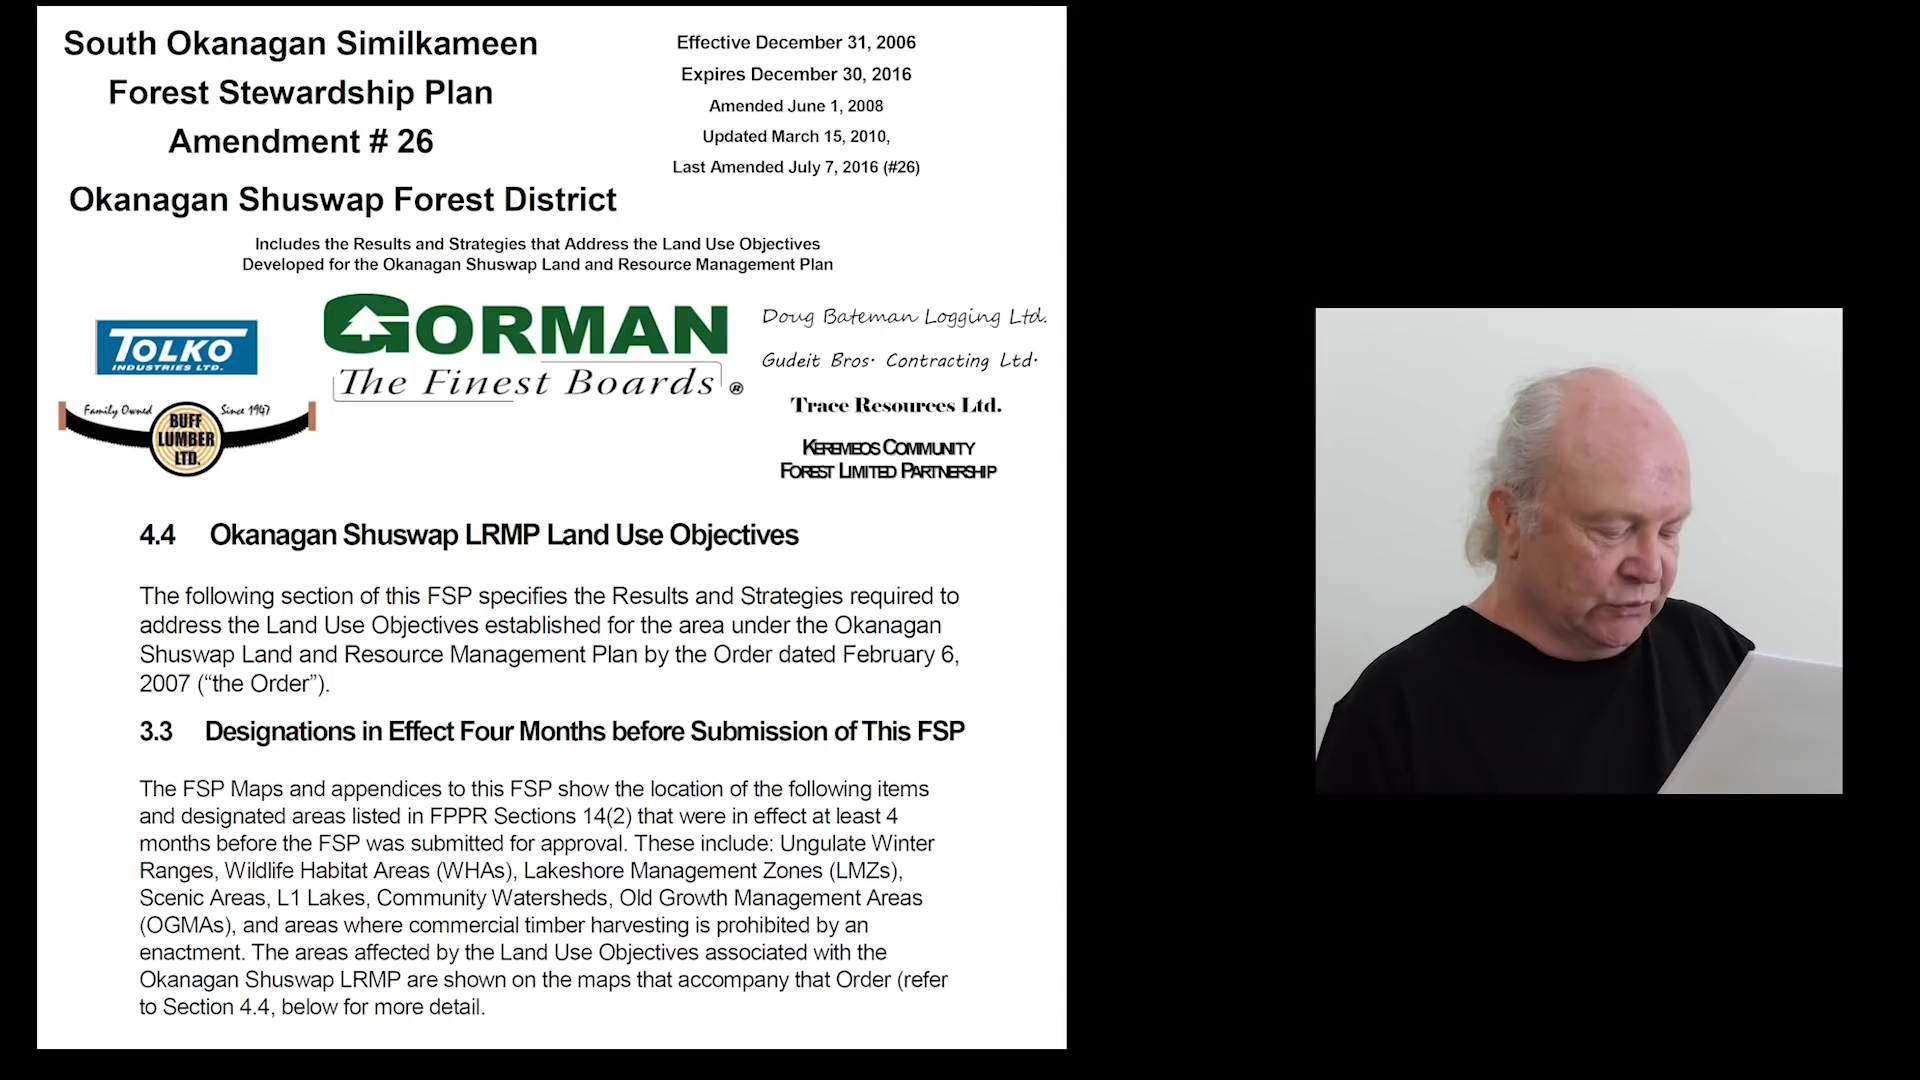 South Okanagan Similkameen
Forest Stewardship Plan
Amendment # 26
Okanagan Shuswap Forest District
Effective December 31, 2006
Expires December 30, 2016
Amended June 1, 2008
Updated March 15, 2010,
Last Amended July 7, 2016 (#26)
Includes the Results and Strategies that Address the Land Use Objectives
Developed for the Okanagan Shuswap Land and Resource Management Plan
TOLKO
INDUSTRIES LTD.
GORMAN
The Finest Boards ®
Doug Bateman Logging Ltd.
Gudeit Bros. Contracting Ltd.
Trace Resources Ltd.
KEREMEOS COMMUNITY
FOREST LIMITED PARTNERSHIP
Family Owned Since 1947
BUFF
LUMBER
LTD.
4.4 Okanagan Shuswap LRMP Land Use Objectives
The following section of this FSP specifies the Results and Strategies required to
address the Land Use Objectives established for the area under the Okanagan
Shuswap Land and Resource Management Plan by the Order dated February 6,
2007 (“the Order”).
3.3 Designations in Effect Four Months before Submission of This FSP
The FSP Maps and appendices to this FSP show the location of the following items
and designated areas listed in FPPR Sections 14(2) that were in effect at least 4
months before the FSP was submitted for approval. These include: Ungulate Winter
Ranges, Wildlife Habitat Areas (WHAs), Lakeshore Management Zones (LMZs),
Scenic Areas, L1 Lakes, Community Watersheds, Old Growth Management Areas
(OGMAs), and areas where commercial timber harvesting is prohibited by an
enactment. The areas affected by the Land Use Objectives associated with the
Okanagan Shuswap LRMP are shown on the maps that accompany that Order (refer
to Section 4.4, below for more detail.